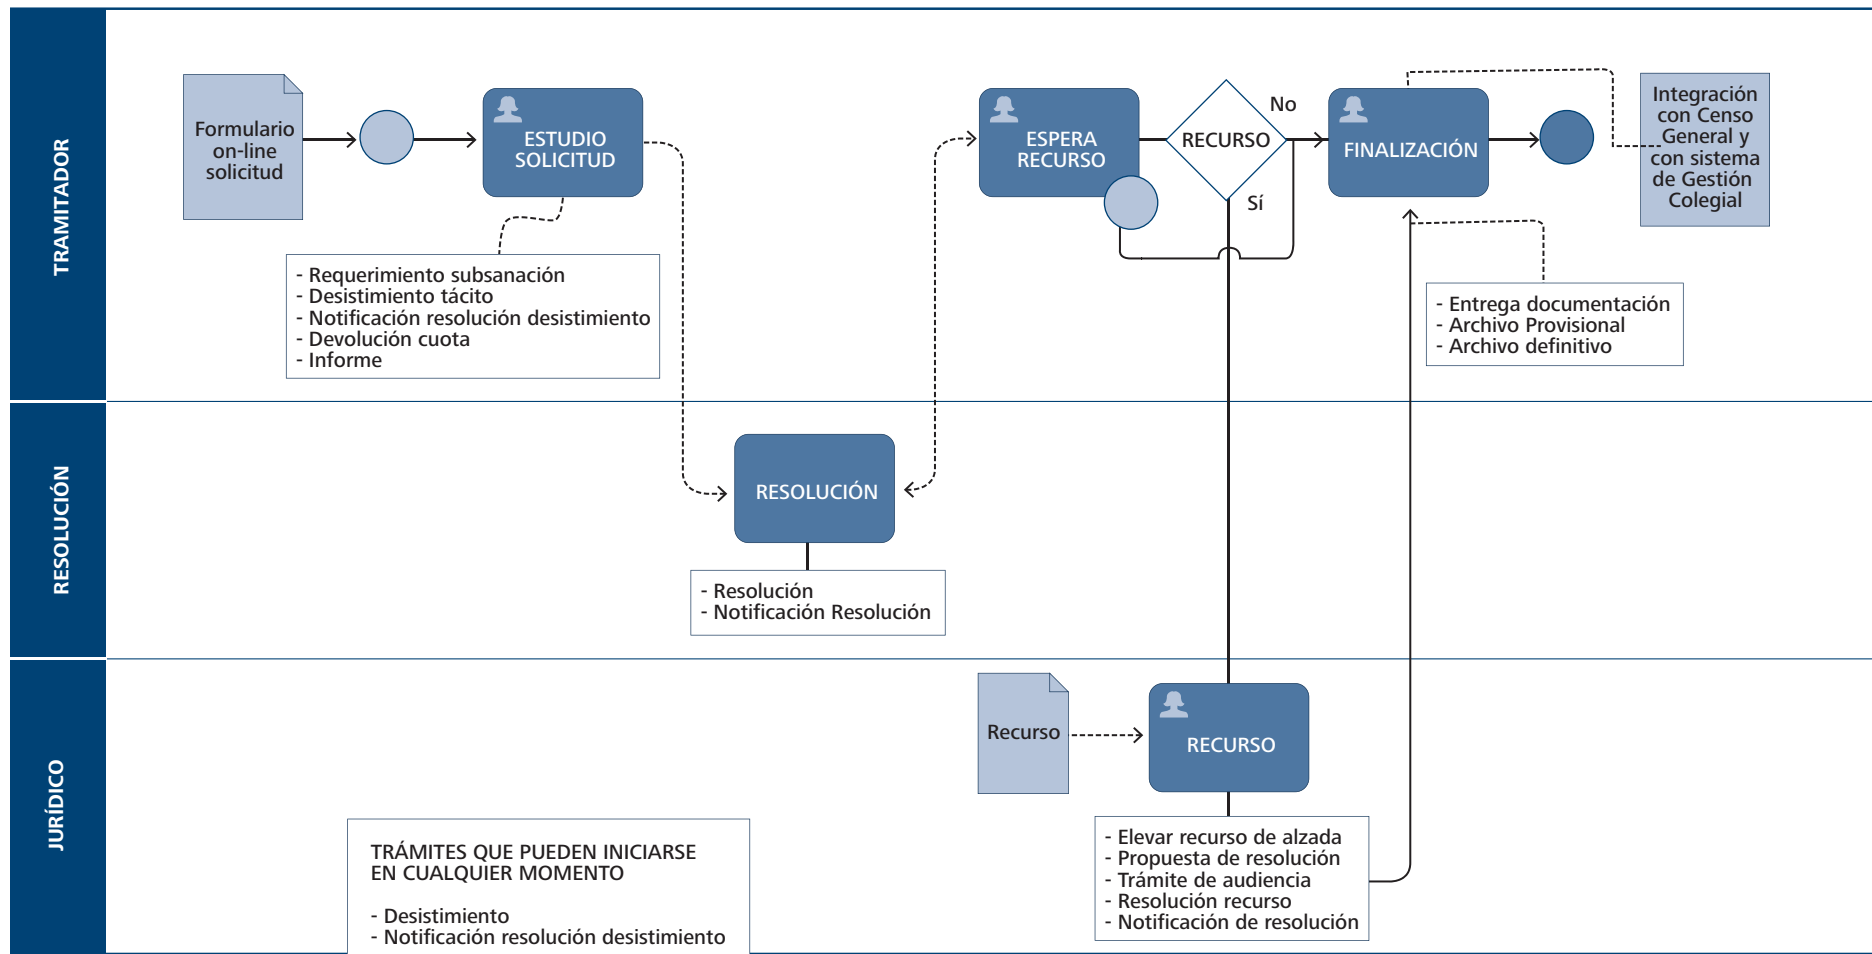 TRAMITADOR
Formulario
on-line
solicitud
ESTUDIO
SOLICITUD
- Requerimiento subsanación
- Desistimiento tácito
- Notificación resolución desistimiento
- Devolución cuota
- Informe
ESPERA
RECURSO
RECURSO
No
Sí
FINALIZACIÓN
Integración
con Censo
General y
con sistema
de Gestión
Colegial
- Entrega documentación
- Archivo Provisional
- Archivo definitivo
RESOLUCIÓN
RESOLUCIÓN
- Resolución
- Notificación Resolución
JURÍDICO
Recurso
RECURSO
- Elevar recurso de alzada
- Propuesta de resolución
- Trámite de audiencia
- Resolución recurso
- Notificación de resolución
TRÁMITES QUE PUEDEN INICIARSE
EN CUALQUIER MOMENTO
- Desistimiento
- Notificación resolución desistimiento